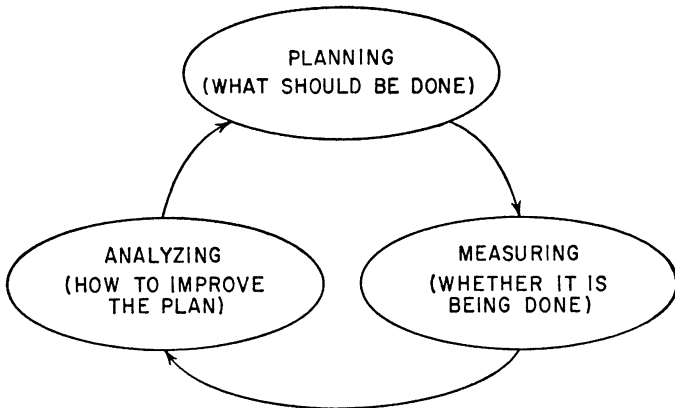 PLANNING
(WHAT SHOULD BE DONE)
ANALYZING
(HOW TO IMPROVE
THE PLAN)
MEASURING
(WHETHER IT IS
BEING DONE)